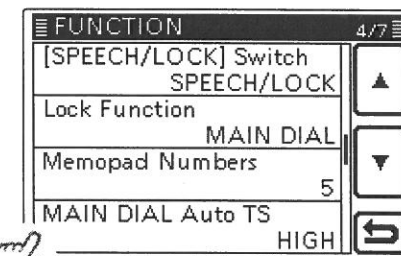 FUNCTION 4/7
[SPEECH/LOCK] Switch
SPEECH/LOCK
Lock Function
MAIN DIAL
Memopad Numbers
5
MAIN DIAL Auto TS
HIGH